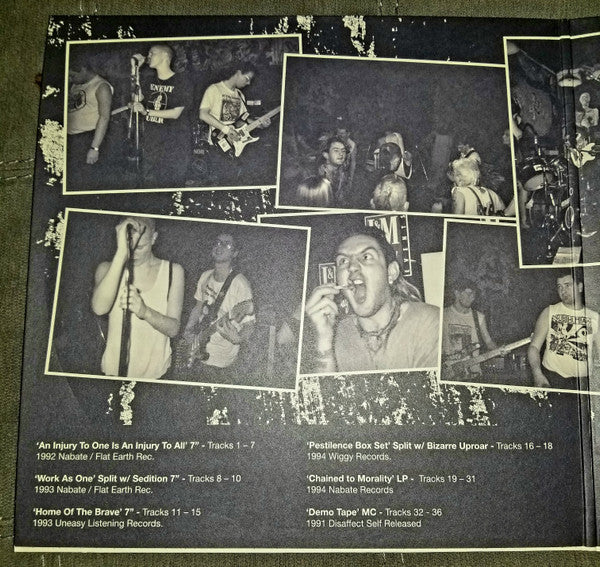 ENEMY
J&M
'An Injury To One Is An Injury To All' 7" - Tracks 1 – 7
1992 Nabate / Flat Earth Rec.
'Work As One' Split w/ Sedition 7" - Tracks 8 – 10
1993 Nabate / Flat Earth Rec.
'Home Of The Brave' 7" - Tracks 11 – 15
1993 Uneasy Listening Records.
'Pestilence Box Set' Split w/ Bizarre Uproar - Tracks 16 – 18
1994 Wiggy Records.
'Chained to Morality' LP - Tracks 19 – 31
1994 Nabate Records
'Demo Tape' MC - Tracks 32 - 36
1991 Disaffect Self Released